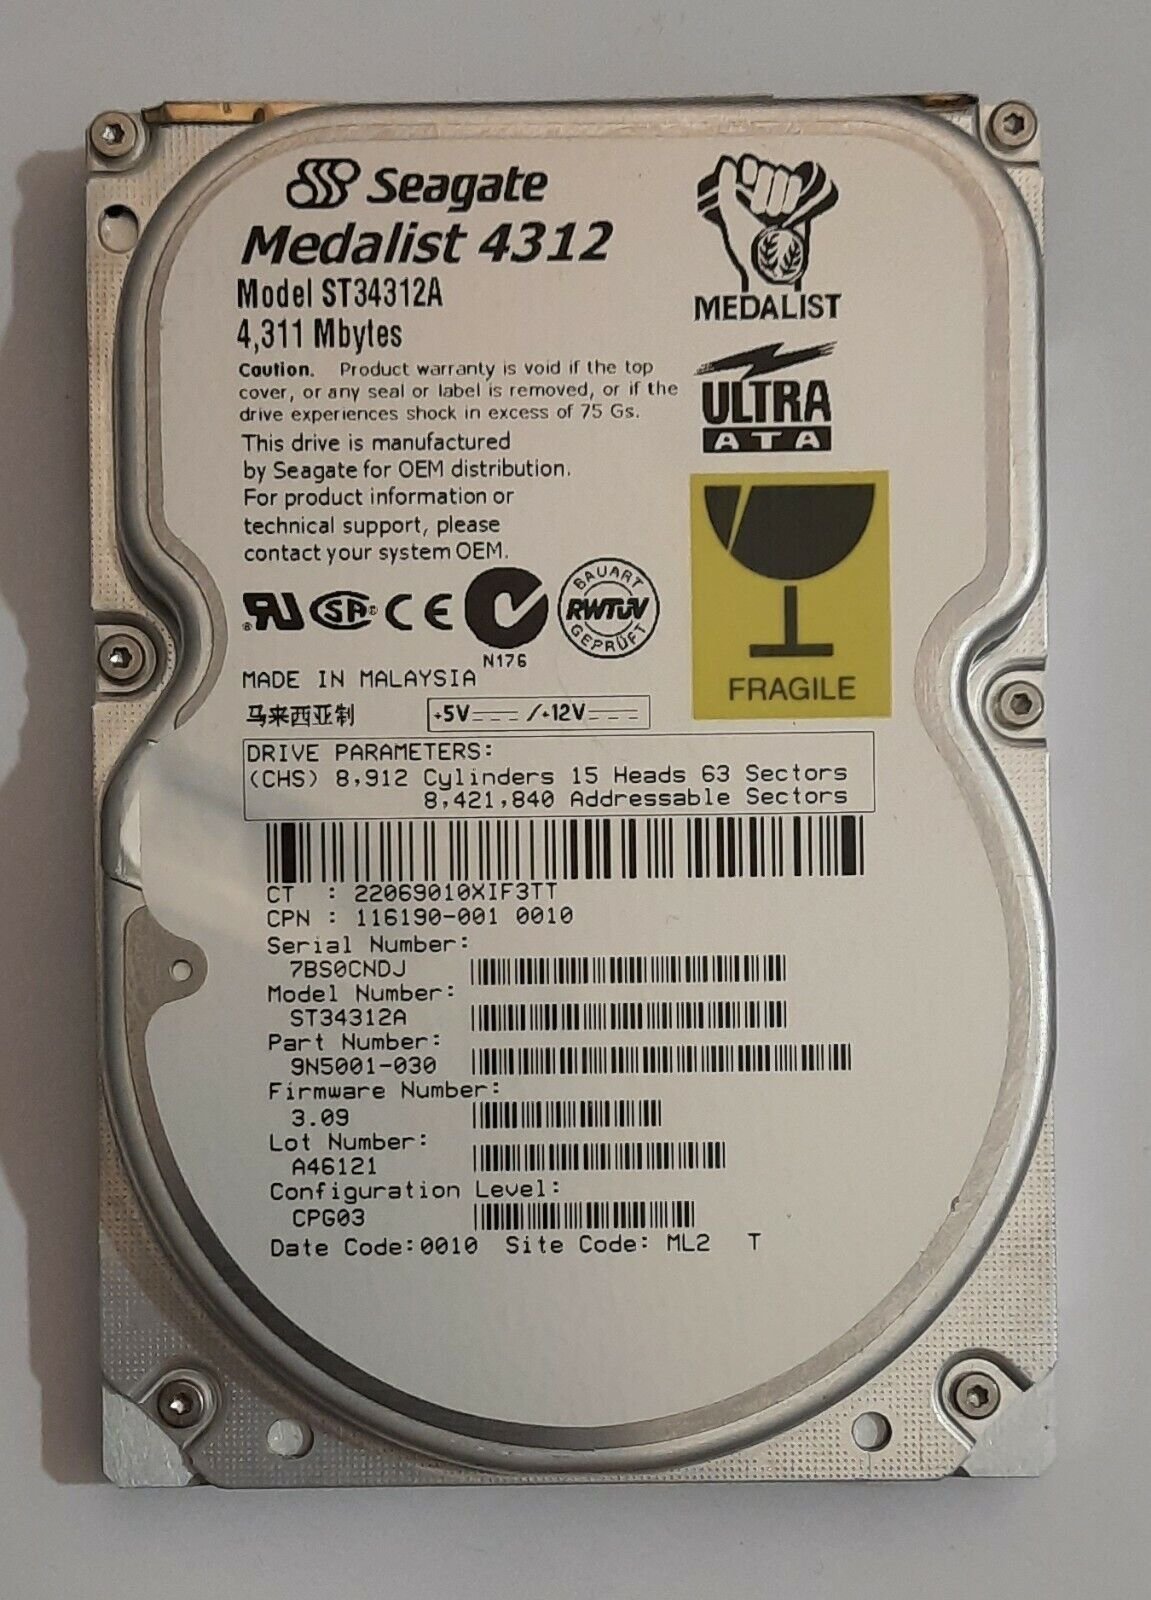 Seagate
Medalist 4312
Model ST34312A
4,311 Mbytes
MEDALIST
Caution. Product warranty is void if the top
cover, or any seal or label is removed, or if the
drive experiences shock in excess of 75 Gs.
ULTRA
ATA
This drive is manufactured
by Seagate for OEM distribution.
For product information or
technical support, please
contact your system OEM.
FRAGILE
BAUART
RWTÜV
GEPRÜFT
SA
CE
N176
MADE IN MALAYSIA
马来西亚制
+5V /+12V
DRIVE PARAMETERS:
(CHS) 8,912 Cylinders 15 Heads 63 Sectors
8,421,840 Addressable Sectors
CT : 22069010XIF3TT
CPN : 116190-001 0010
Serial Number:
7BS0CNDJ
Model Number:
ST34312A
Part Number:
9N5001-030
Firmware Number:
3.09
Lot Number:
A46121
Configuration Level:
CPG03
Date Code:0010 Site Code: ML2 T